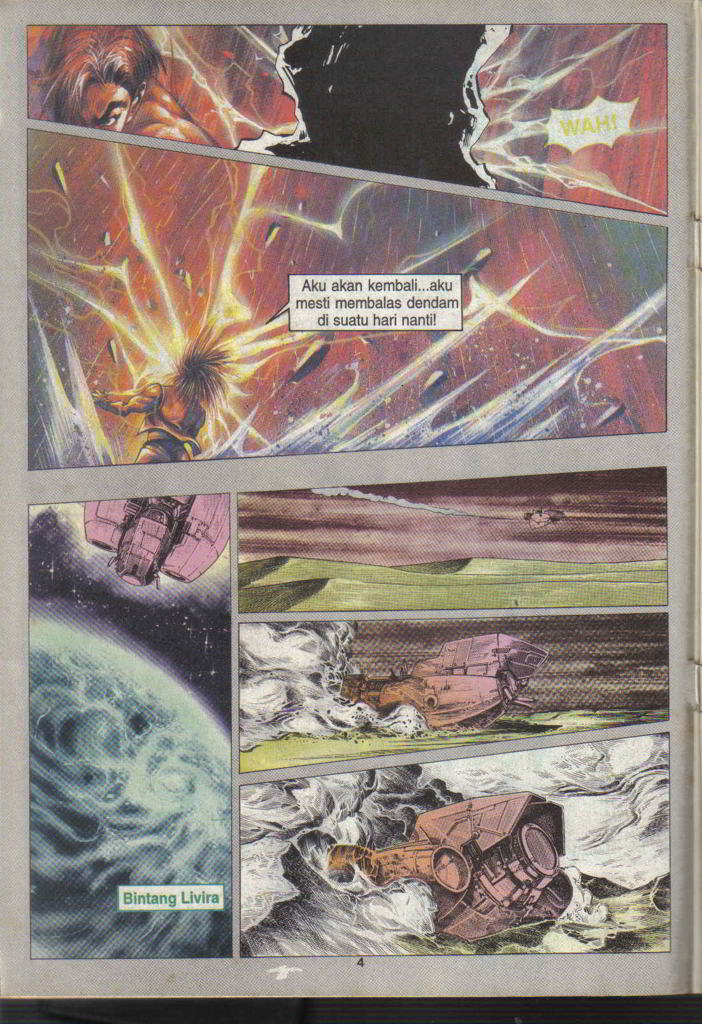 WAH!
Aku akan kembali...aku
mesti membalas dendam
di suatu hari nanti!
Bintang Livira
4